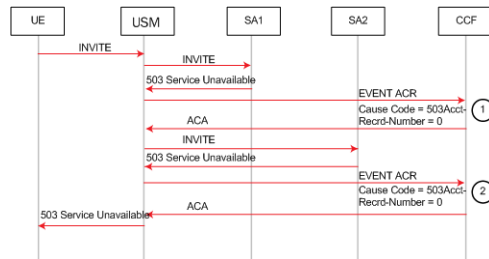 UE
USM
SA1
SA2
CCF
INVITE
INVITE
503 Service Unavailable
EVENT ACR
Cause Code = 503Acct-
Recrd-Number = 0
1
ACA
INVITE
503 Service Unavailable
EVENT ACR
Cause Code = 503Acct-
Recrd-Number = 0
2
ACA
503 Service Unavailable